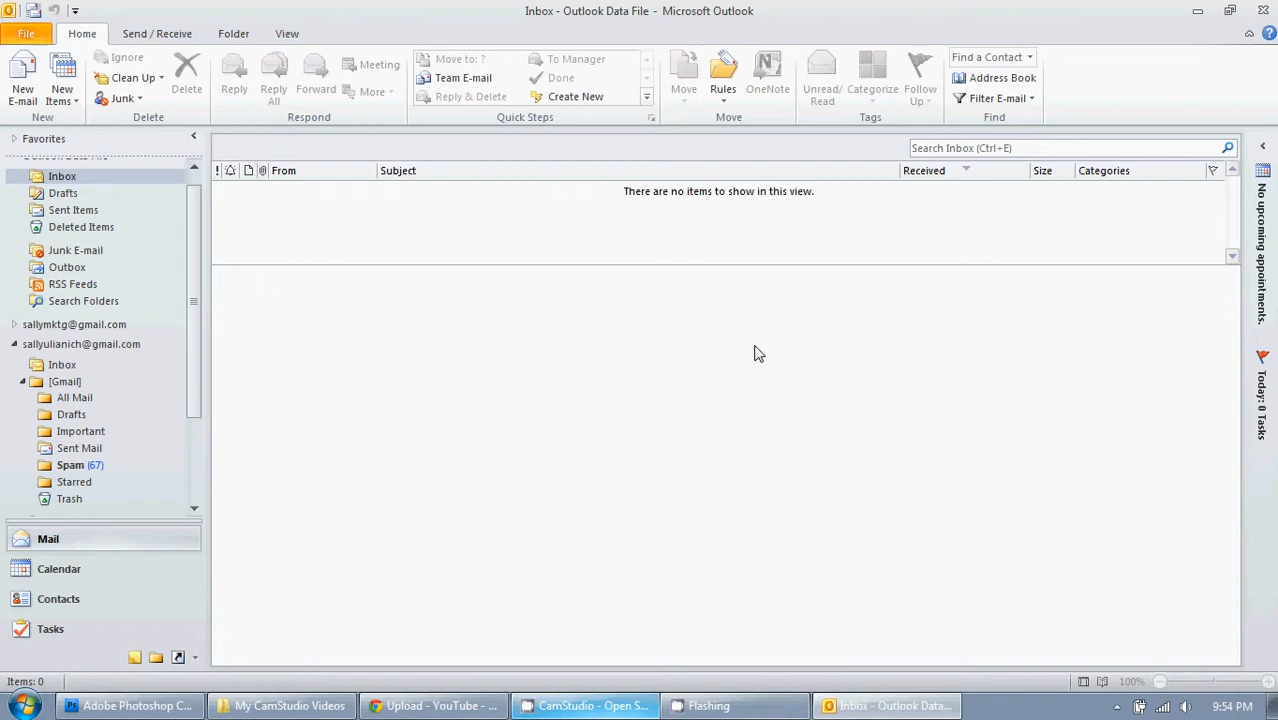 Inbox - Outlook Data File - Microsoft Outlook
File Home Send / Receive Folder View
New E-mail
New Items
Ignore
Clean Up
Junk
Delete
Reply
Reply All
Forward
Meeting
More
Move to: ?
Team E-mail
Reply & Delete
To Manager
Done
Create New
Move
Rules
OneNote
Unread/ Read
Categorize
Follow Up
Find a Contact
Address Book
Filter E-mail
New Delete Respond Quick Steps Move Tags Find
Favorites
Inbox
Drafts
Sent Items
Deleted Items
Junk E-mail
Outbox
RSS Feeds
Search Folders
sallymktg@gmail.com
sallyulianich@gmail.com
Inbox
[Gmail]
All Mail
Drafts
Important
Sent Mail
Spam (67)
Starred
Trash
Mail
Calendar
Contacts
Tasks
Search Inbox (Ctrl+E)
! From Subject Received Size Categories
There are no items to show in this view.
No upcoming appointments.
Today: 0 Tasks
Items: 0
100%
Adobe Photoshop C... My CamStudio Videos Upload - YouTube - ... CamStudio - Open S... Flashing Inbox - Outlook Data... 9:54 PM